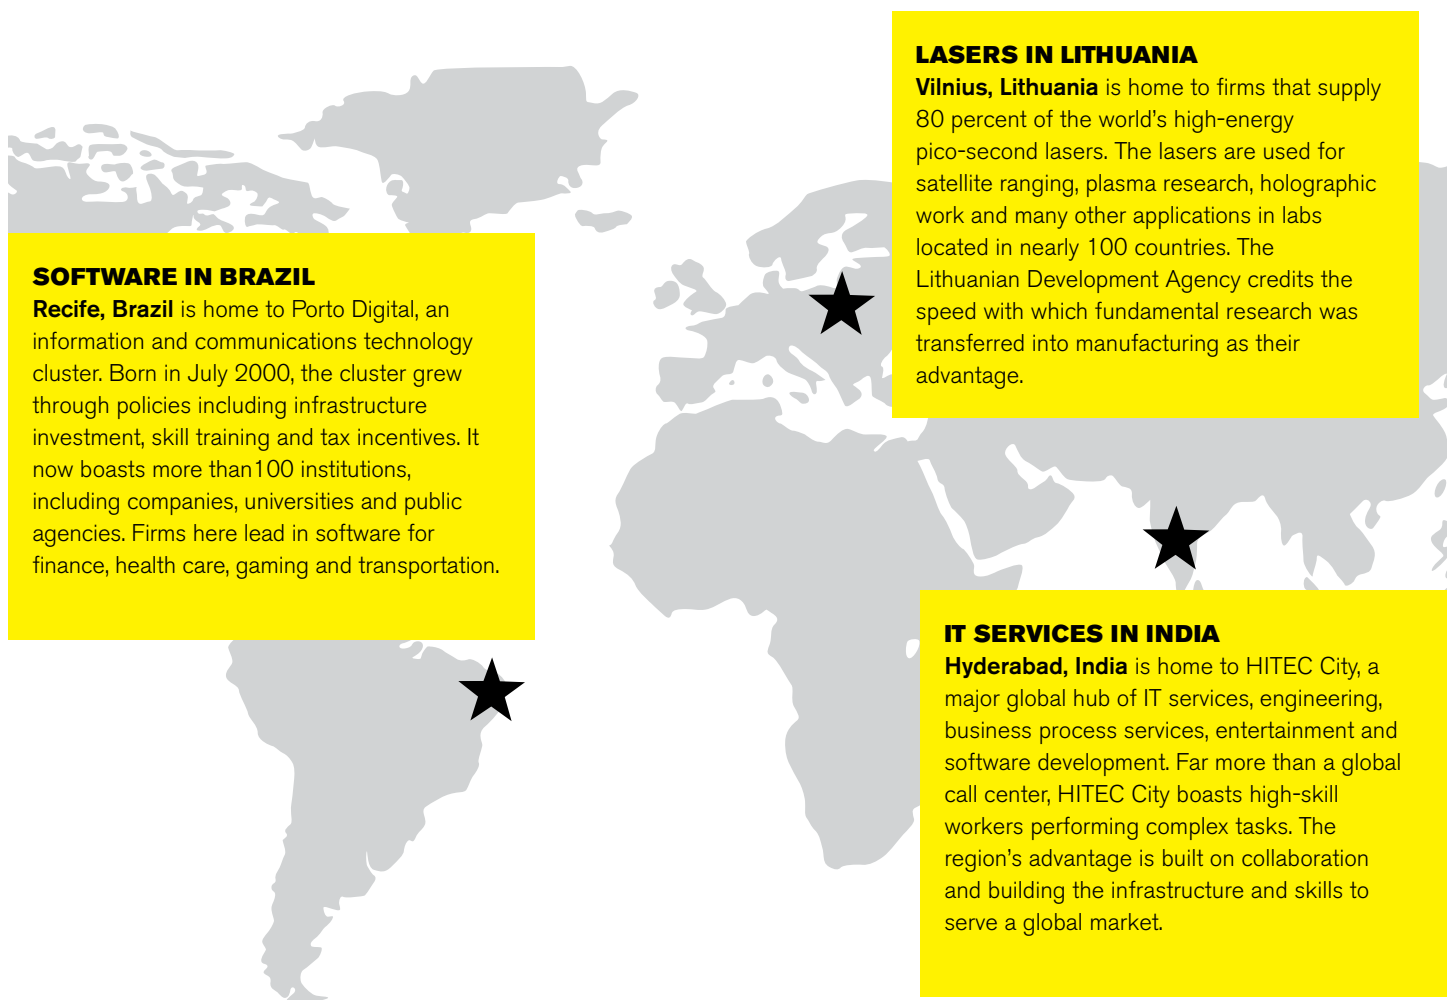 LASERS IN LITHUANIA
Vilnius, Lithuania is home to firms that supply
80 percent of the world's high-energy
pico-second lasers. The lasers are used for
satellite ranging, plasma research, holographic
work and many other applications in labs
located in nearly 100 countries. The
Lithuanian Development Agency credits the
speed with which fundamental research was
transferred into manufacturing as their
advantage.
SOFTWARE IN BRAZIL
Recife, Brazil is home to Porto Digital, an
information and communications technology
cluster. Born in July 2000, the cluster grew
through policies including infrastructure
investment, skill training and tax incentives. It
now boasts more than100 institutions,
including companies, universities and public
agencies. Firms here lead in software for
finance, health care, gaming and transportation.
IT SERVICES IN INDIA
Hyderabad, India is home to HITEC City, a
major global hub of IT services, engineering,
business process services, entertainment and
software development. Far more than a global
call center, HITEC City boasts high-skill
workers performing complex tasks. The
region's advantage is built on collaboration
and building the infrastructure and skills to
serve a global market.